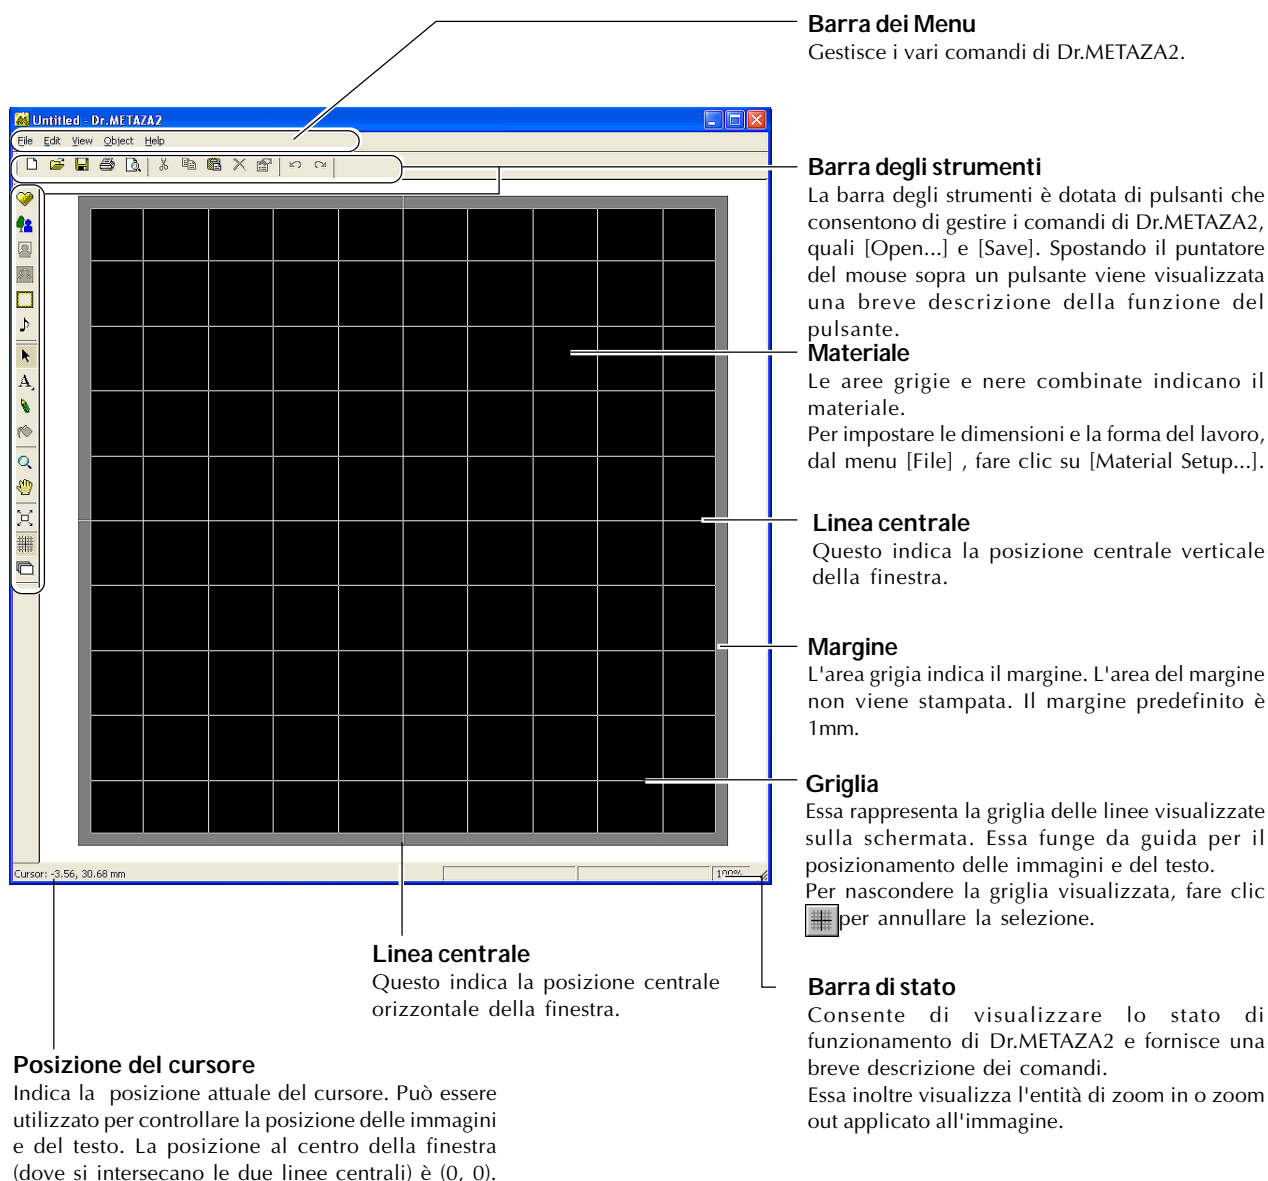 Barra dei Menu
Gestisce i vari comandi di Dr.METAZA2.
Untitled - Dr.METAZA2
File Edit View Object Help
Barra degli strumenti
La barra degli strumenti è dotata di pulsanti che
consentono di gestire i comandi di Dr.METAZA2,
quali [Open...] e [Save]. Spostando il puntatore
del mouse sopra un pulsante viene visualizzata
una breve descrizione della funzione del
pulsante.
Materiale
Le aree grigie e nere combinate indicano il
materiale.
Per impostare le dimensioni e la forma del lavoro,
dal menu [File] , fare clic su [Material Setup...].
Linea centrale
Questo indica la posizione centrale verticale
della finestra.
Margine
L'area grigia indica il margine. L'area del margine
non viene stampata. Il margine predefinito è
1mm.
Griglia
Essa rappresenta la griglia delle linee visualizzate
sulla schermata. Essa funge da guida per il
posizionamento delle immagini e del testo.
Per nascondere la griglia visualizzata, fare clic
per annullare la selezione.
Cursor: -3.56, 30.68 mm
100%
Linea centrale
Questo indica la posizione centrale
orizzontale della finestra.
Barra di stato
Consente di visualizzare lo stato di
funzionamento di Dr.METAZA2 e fornisce una
breve descrizione dei comandi.
Essa inoltre visualizza l'entità di zoom in o zoom
out applicato all'immagine.
Posizione del cursore
Indica la posizione attuale del cursore. Può essere
utilizzato per controllare la posizione delle immagini
e del testo. La posizione al centro della finestra
(dove si intersecano le due linee centrali) è (0, 0).